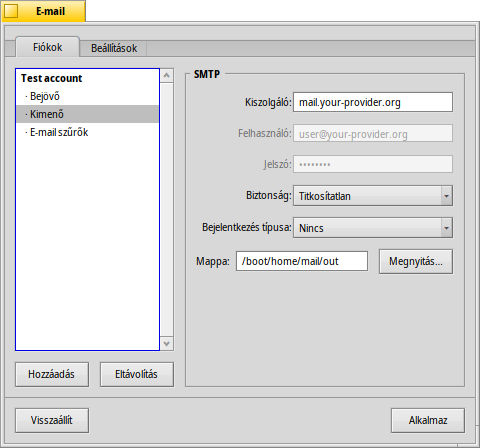 E-mail
Fiókok Beállítások
Test account
· Bejövő
· Kimenő
· E-mail szűrők
SMTP
Kiszolgáló: mail.your-provider.org
Felhasználó: user@your-provider.org
Jelszó: ••••••••
Biztonság: Titkosítatlan
Bejelentkezés típusa: Nincs
Mappa: /boot/home/mail/out Megnyitás...
Hozzáadás Eltávolítás
Visszaállít Alkalmaz